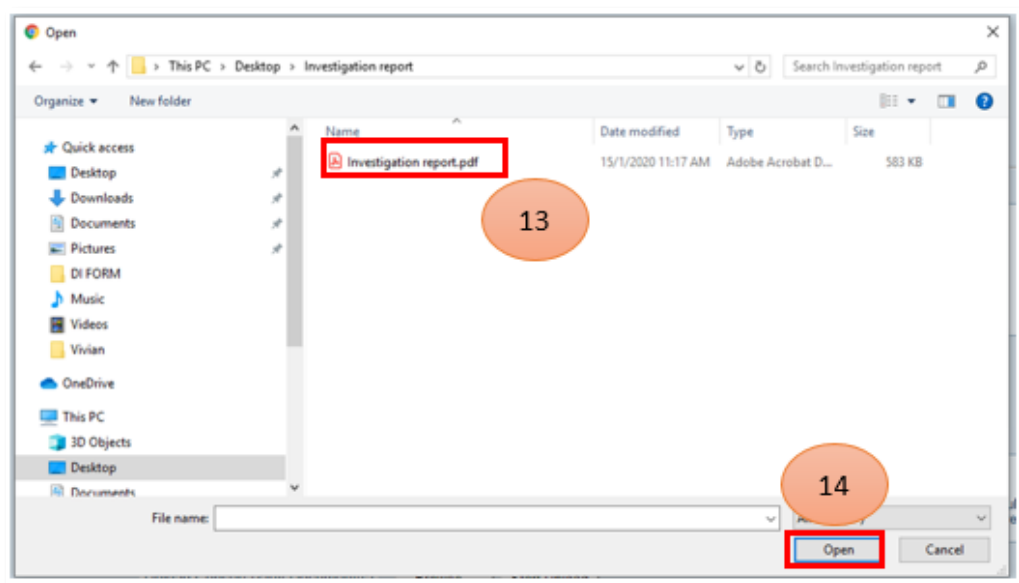 Open
This PC > Desktop > Investigation report
Search Investigation report
Organize
New folder
Name
Date modified
Type
Size
Investigation report.pdf
15/1/2020 11:17 AM
Adobe Acrobat D...
583 KB
13
Quick access
Desktop
Downloads
Documents
Pictures
DI FORM
Music
Videos
Vivian
OneDrive
This PC
3D Objects
Desktop
Documents
14
File name:
Open
Cancel